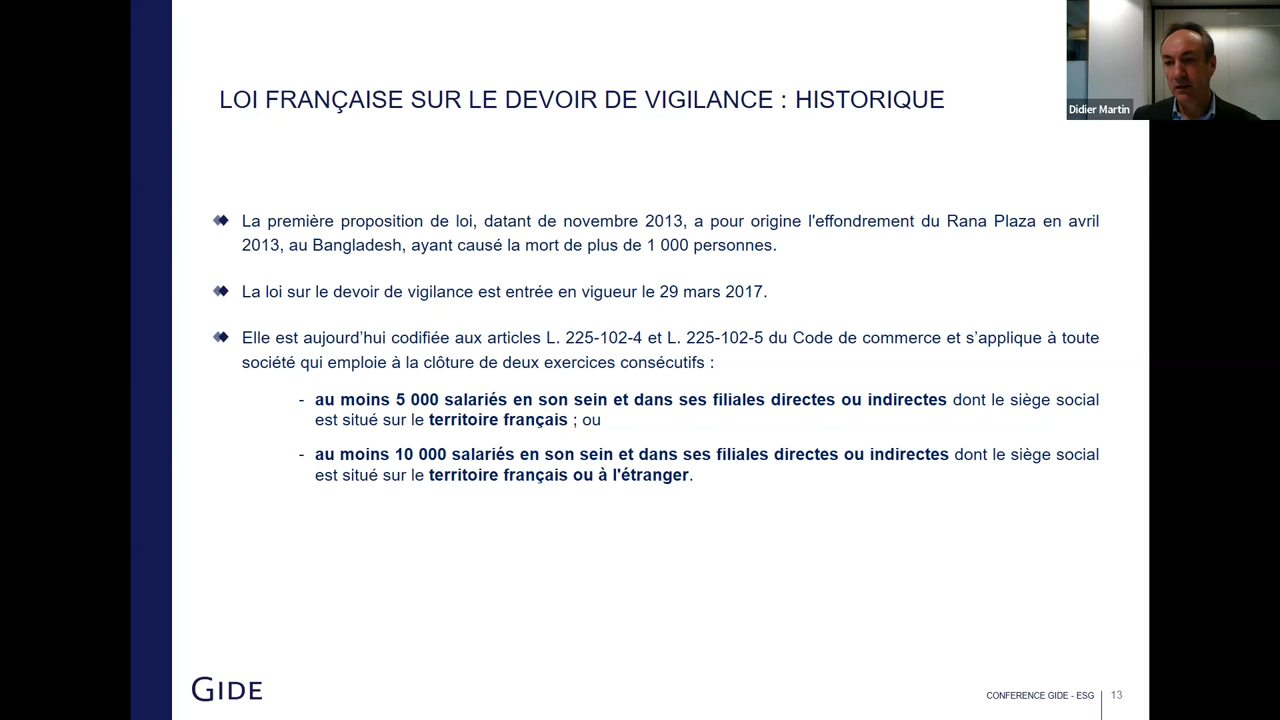 LOI FRANÇAISE SUR LE DEVOIR DE VIGILANCE : HISTORIQUE
Didier Martin
La première proposition de loi, datant de novembre 2013, a pour origine l'effondrement du Rana Plaza en avril
2013, au Bangladesh, ayant causé la mort de plus de 1 000 personnes.
La loi sur le devoir de vigilance est entrée en vigueur le 29 mars 2017.
Elle est aujourd’hui codifiée aux articles L. 225-102-4 et L. 225-102-5 du Code de commerce et s’applique à toute
société qui emploie à la clôture de deux exercices consécutifs :
- au moins 5 000 salariés en son sein et dans ses filiales directes ou indirectes dont le siège social
est situé sur le territoire français ; ou
- au moins 10 000 salariés en son sein et dans ses filiales directes ou indirectes dont le siège social
est situé sur le territoire français ou à l'étranger.
GIDE
CONFERENCE GIDE - ESG
13